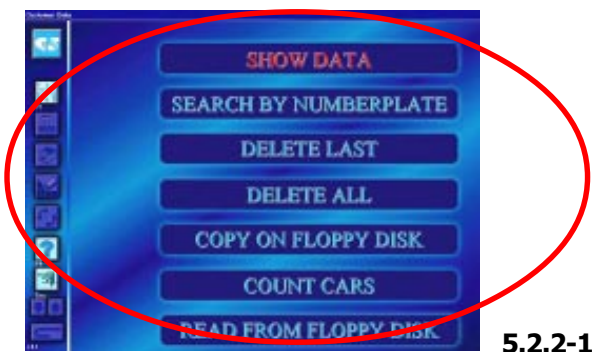 Customer Data
SHOW DATA
SEARCH BY NUMBERPLATE
DELETE LAST
DELETE ALL
COPY ON FLOPPY DISK
COUNT CARS
READ FROM FLOPPY DISK
5.2.2-1